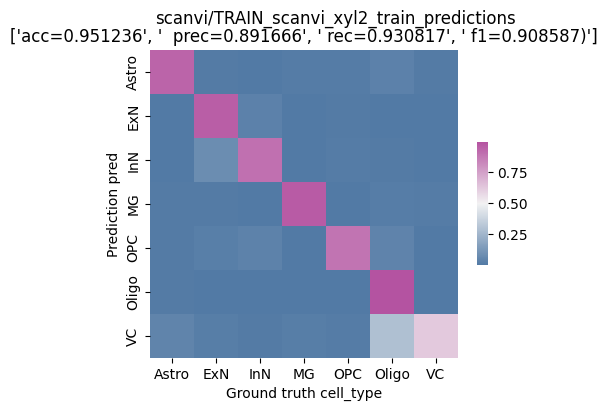 scanvi/TRAIN_scanvi_xyl2_train_predictions
['acc=0.951236', '  prec=0.891666', ' rec=0.930817', ' f1=0.908587)']
Astro
ExN
InN
MG
OPC
Oligo
VC
Prediction pred
Astro ExN InN MG OPC Oligo VC
Ground truth cell_type
0.75
0.50
0.25